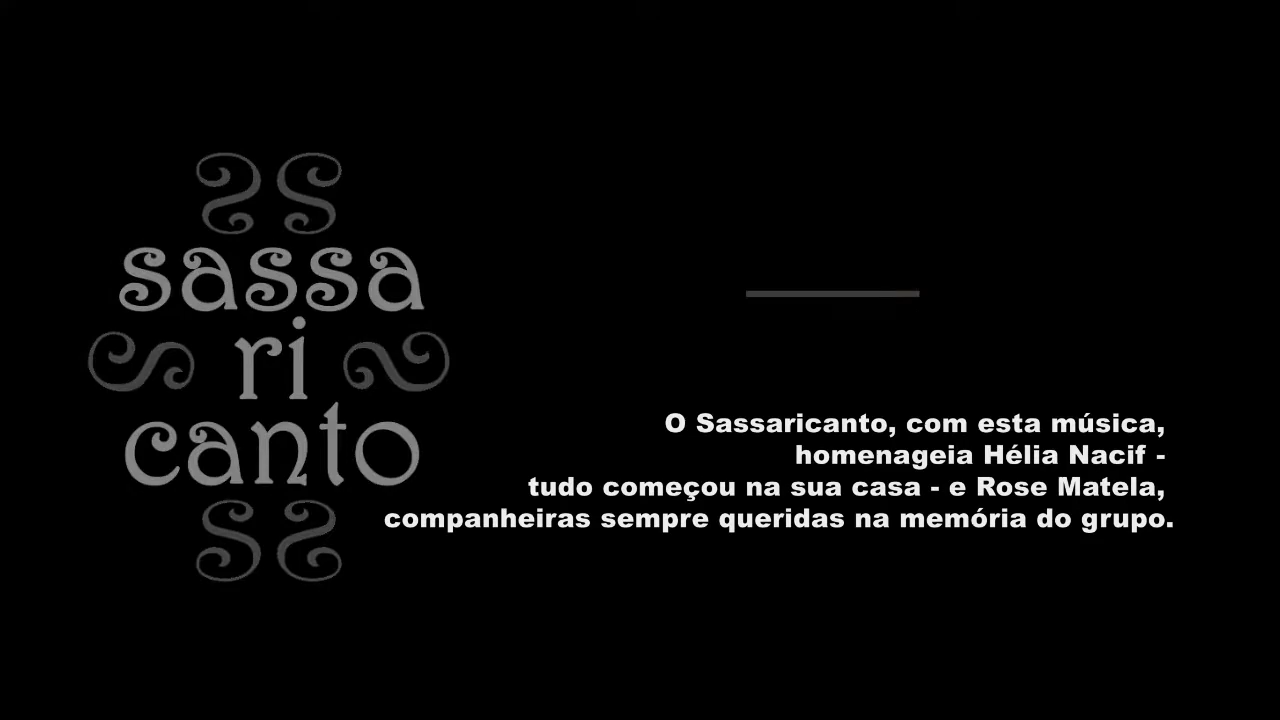 sassa
ri
canto
O Sassaricanto, com esta música,
homenageia Hélia Nacif -
tudo começou na sua casa - e Rose Matela,
companheiras sempre queridas na memória do grupo.